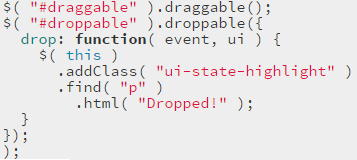 $( "#draggable" ).draggable();
$( "#droppable" ).droppable({
  drop: function( event, ui ) {
    $( this )
      .addClass( "ui-state-highlight" )
      .find( "p" )
        .html( "Dropped!" );
  }
});
);